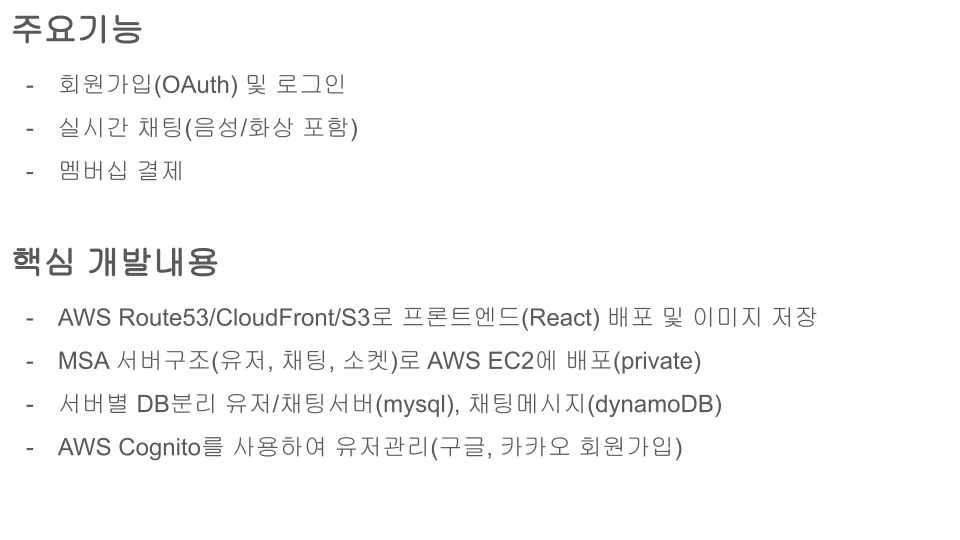 주요기능
- 회원가입(OAuth) 및 로그인
- 실시간 채팅(음성/화상 포함)
- 멤버십 결제
핵심 개발내용
- AWS Route53/CloudFront/S3로 프론트엔드(React) 배포 및 이미지 저장
- MSA 서버구조(유저, 채팅, 소켓)로 AWS EC2에 배포(private)
- 서버별 DB분리 유저/채팅서버(mysql), 채팅메시지(dynamoDB)
- AWS Cognito를 사용하여 유저관리(구글, 카카오 회원가입)